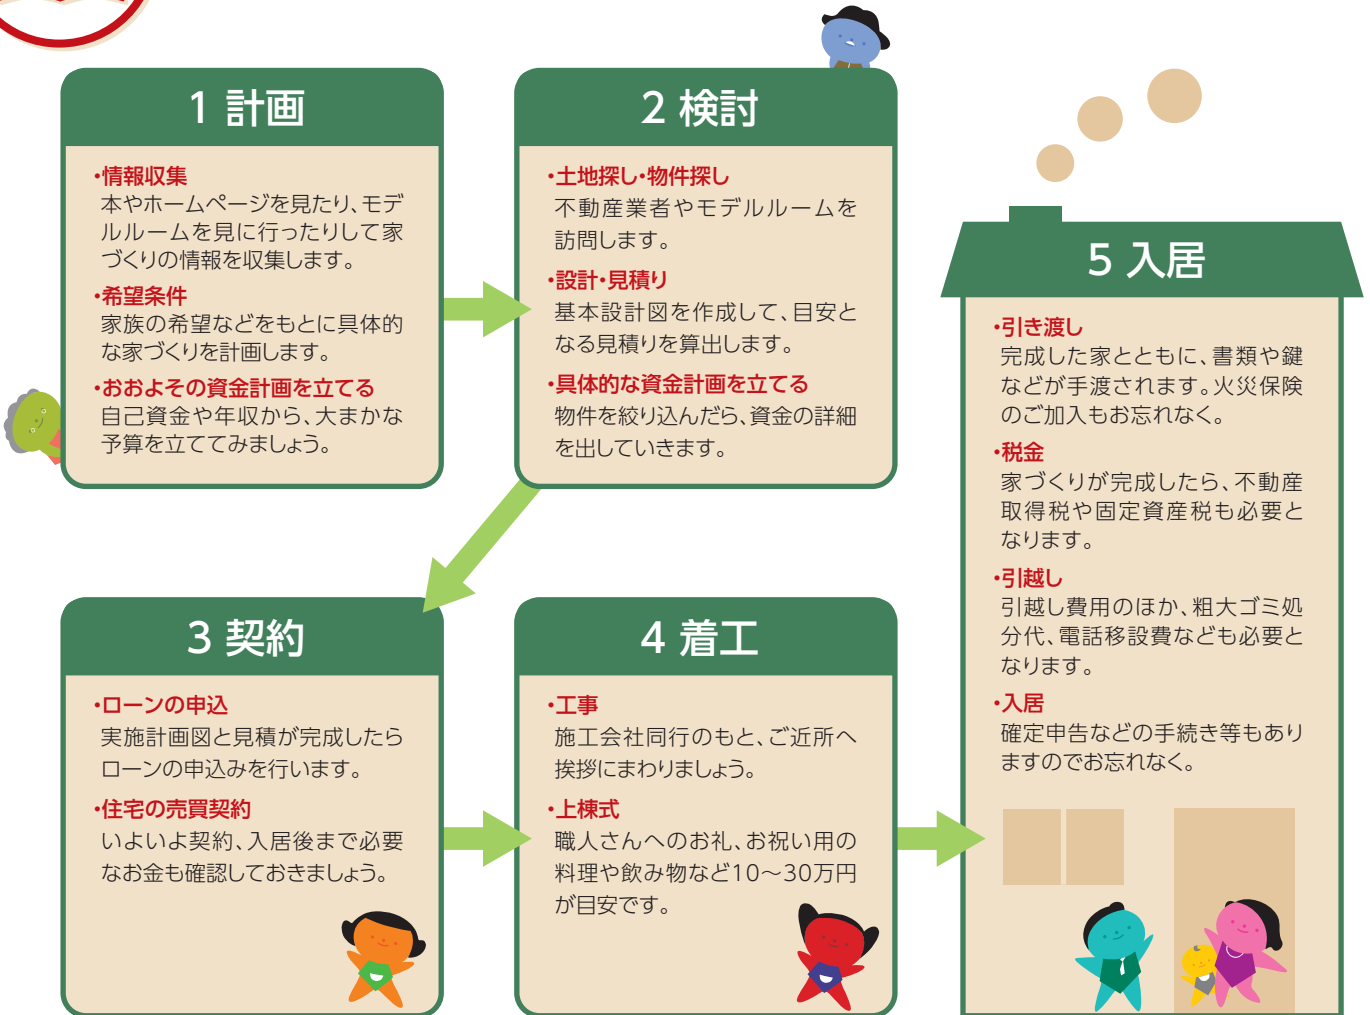 1 計画
・情報収集
本やホームページを見たり、モデ
ルルームを見に行ったりして家
づくりの情報を収集します。
・希望条件
家族の希望などをもとに具体的
な家づくりを計画します。
・おおよその資金計画を立てる
自己資金や年収から、大まかな
予算を立ててみましょう。
2 検討
・土地探し・物件探し
不動産業者やモデルルームを
訪問します。
・設計・見積り
基本設計図を作成して、目安と
なる見積りを算出します。
・具体的な資金計画を立てる
物件を絞り込んだら、資金の詳細
を出していきます。
3 契約
・ローンの申込
実施計画図と見積が完成したら
ローンの申込みを行います。
・住宅の売買契約
いよいよ契約、入居後まで必要
なお金も確認しておきましょう。
4 着工
・工事
施工会社同行のもと、ご近所へ
挨拶にまわりましょう。
・上棟式
職人さんへのお礼、お祝い用の
料理や飲み物など10～30万円
が目安です。
5 入居
・引き渡し
完成した家とともに、書類や鍵
などが手渡されます。火災保険
のご加入もお忘れなく。
・税金
家づくりが完成したら、不動産
取得税や固定資産税も必要と
なります。
・引越し
引越し費用のほか、粗大ゴミ処
分代、電話移設費なども必要と
なります。
・入居
確定申告などの手続き等もあり
ますのでお忘れなく。